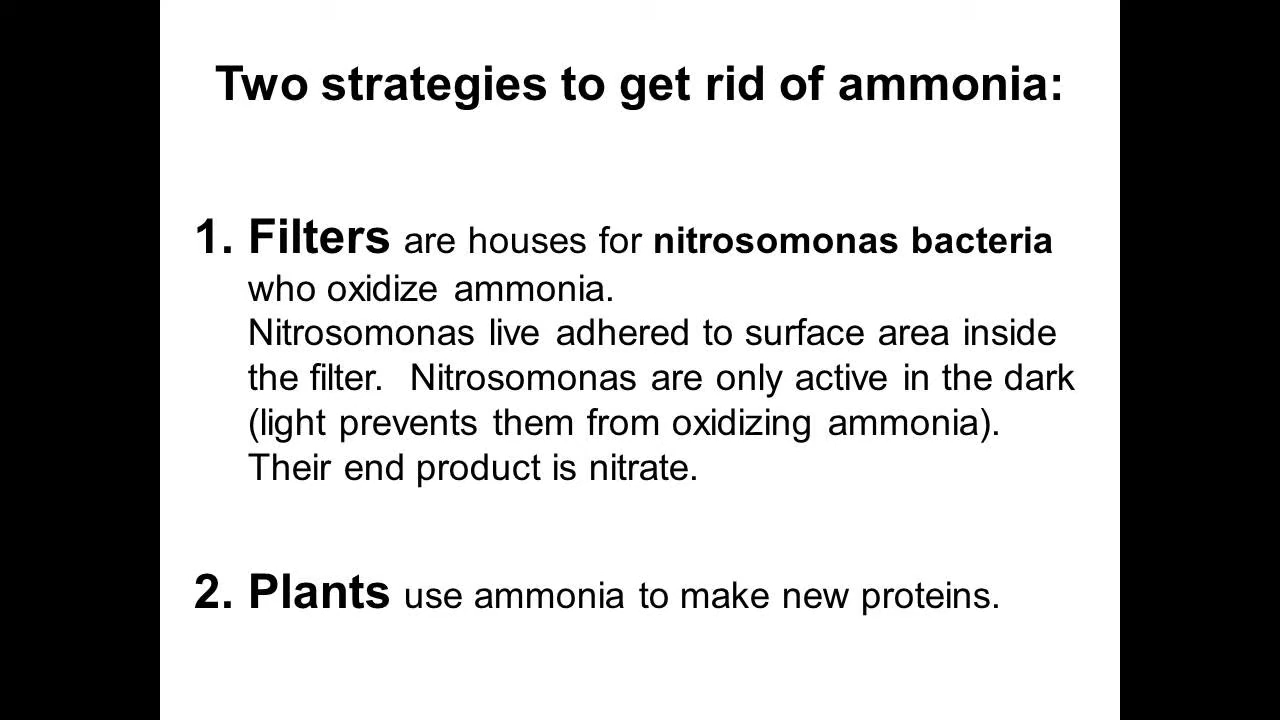 Two strategies to get rid of ammonia:
1. Filters are houses for nitrosomonas bacteria
who oxidize ammonia.
Nitrosomonas live adhered to surface area inside
the filter. Nitrosomonas are only active in the dark
(light prevents them from oxidizing ammonia).
Their end product is nitrate.
2. Plants use ammonia to make new proteins.